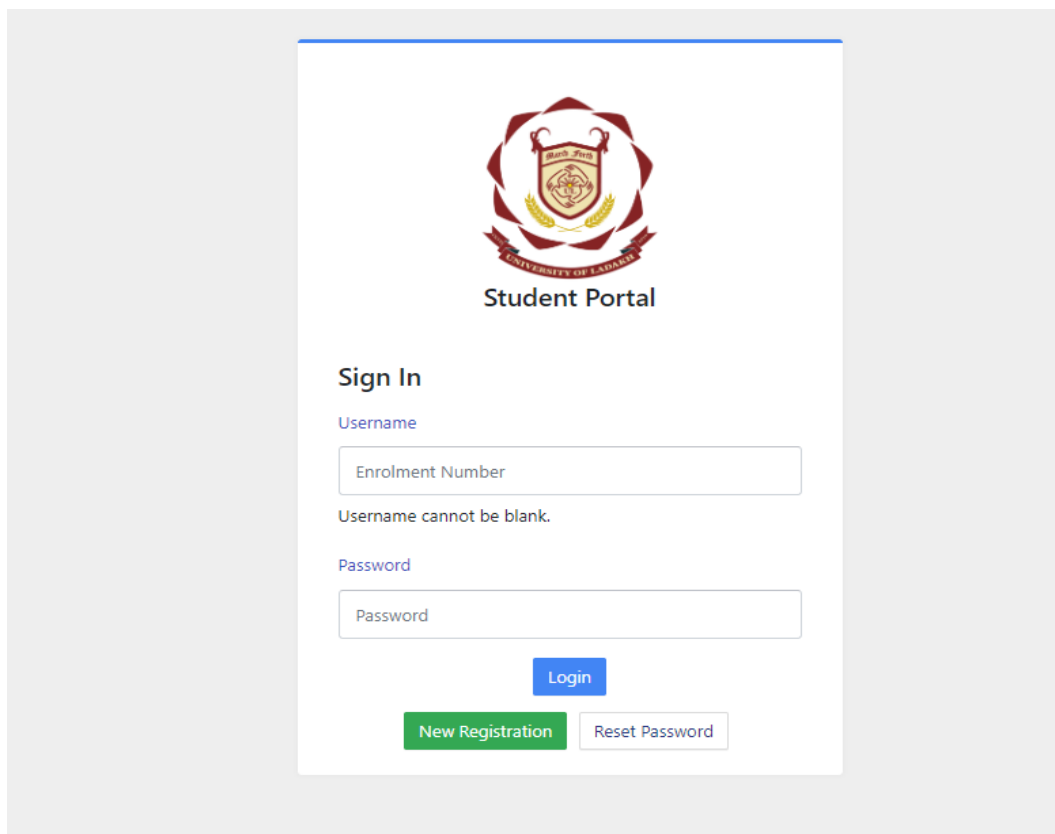 March Forth
UNIVERSITY OF LADAKH
Student Portal
Sign In
Username
Enrolment Number
Username cannot be blank.
Password
Password
Login
New Registration
Reset Password